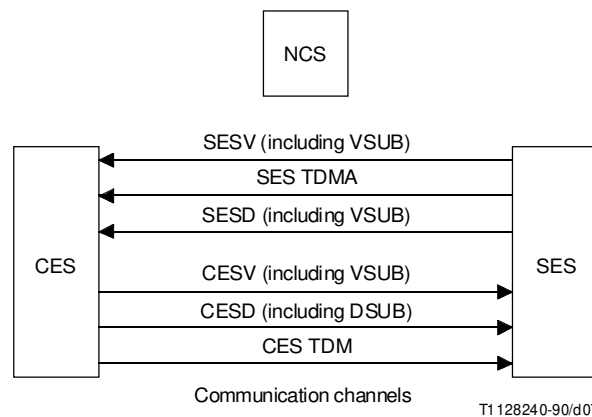 NCS
SESV (including VSUB)
SES TDMA
SESD (including VSUB)
CES
SES
CESV (including VSUB)
CESD (including DSUB)
CES TDM
Communication channels
T1128240-90/d07